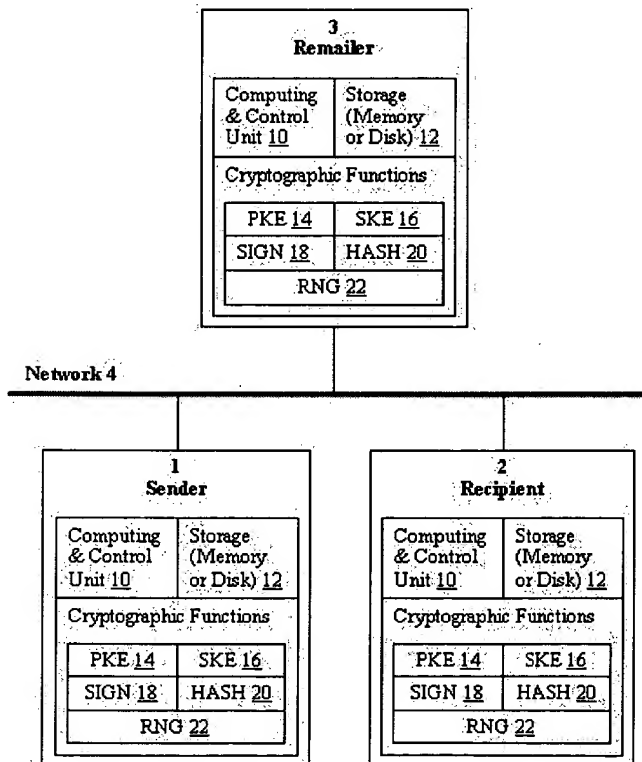 3
Remailer
Computing & Control Unit 10
Storage (Memory or Disk) 12
Cryptographic Functions
PKE 14
SKE 16
SIGN 18
HASH 20
RNG 22
Network 4
1
Sender
Computing & Control Unit 10
Storage (Memory or Disk) 12
Cryptographic Functions
PKE 14
SKE 16
SIGN 18
HASH 20
RNG 22
2
Recipient
Computing & Control Unit 10
Storage (Memory or Disk) 12
Cryptographic Functions
PKE 14
SKE 16
SIGN 18
HASH 20
RNG 22